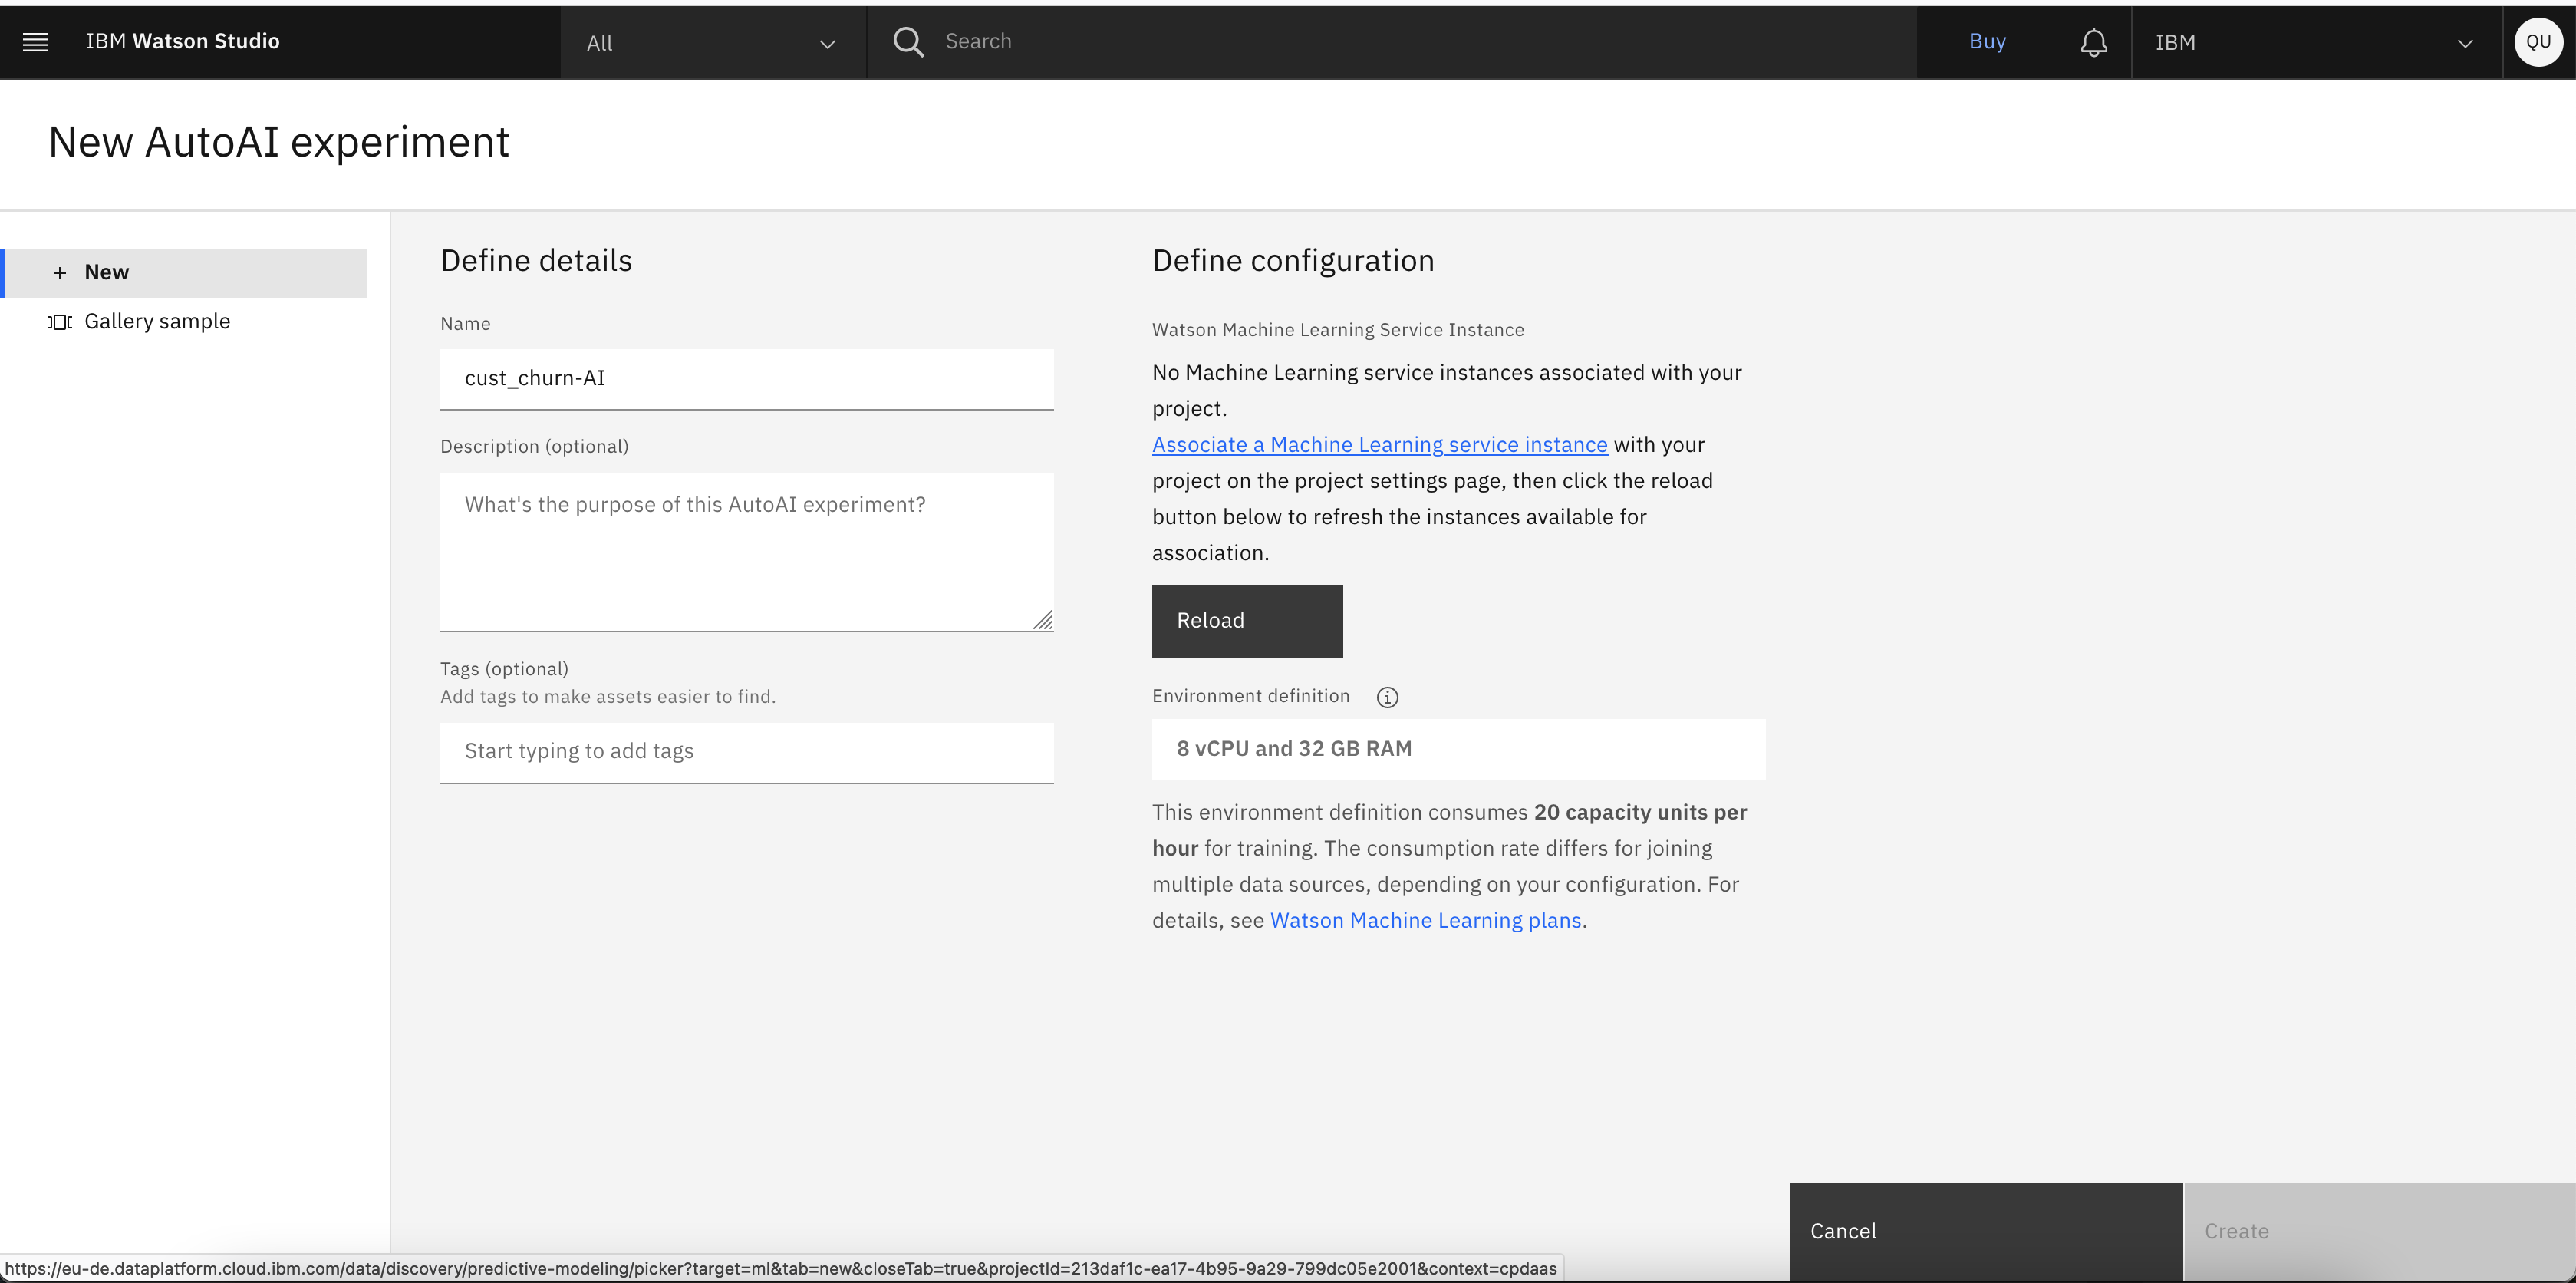 IBM Watson Studio
All
Search
Buy
IBM
QU
New AutoAI experiment
New
Gallery sample
Define details
Name
cust_churn-AI
Description (optional)
What's the purpose of this AutoAI experiment?
Tags (optional)
Add tags to make assets easier to find.
Start typing to add tags
Define configuration
Watson Machine Learning Service Instance
No Machine Learning service instances associated with your
project.
Associate a Machine Learning service instance with your
project on the project settings page, then click the reload
button below to refresh the instances available for
association.
Reload
Environment definition
8 vCPU and 32 GB RAM
This environment definition consumes 20 capacity units per
hour for training. The consumption rate differs for joining
multiple data sources, depending on your configuration. For
details, see Watson Machine Learning plans.
Cancel
Create
https://eu-de.dataplatform.cloud.ibm.com/data/discovery/predictive-modeling/picker?target=ml&tab=new&closeTab=true&projectId=213daf1c-ea17-4b95-9a29-799dc05e2001&context=cpdaas